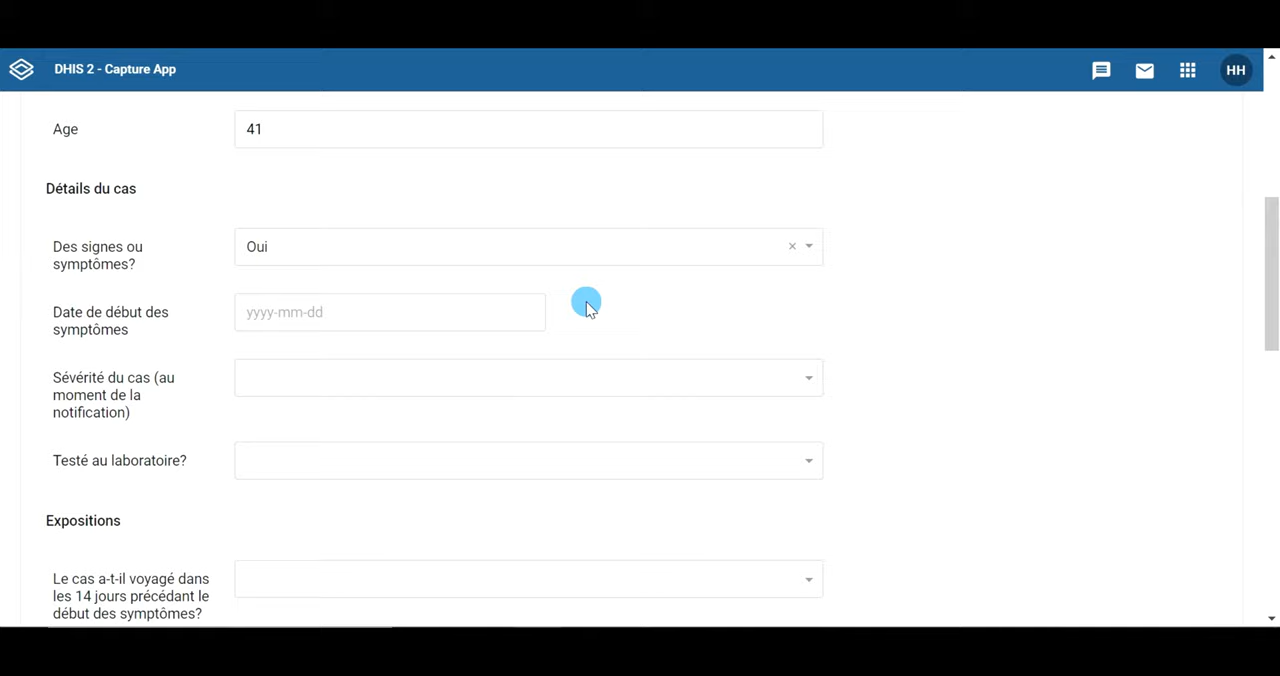 DHIS 2 - Capture App
HH
Age
41
Détails du cas
Des signes ou
symptômes?
Oui
Date de début des
symptômes
yyyy-mm-dd
Sévérité du cas (au
moment de la
notification)
Testé au laboratoire?
Expositions
Le cas a-t-il voyagé dans
les 14 jours précédant le
début des symptômes?